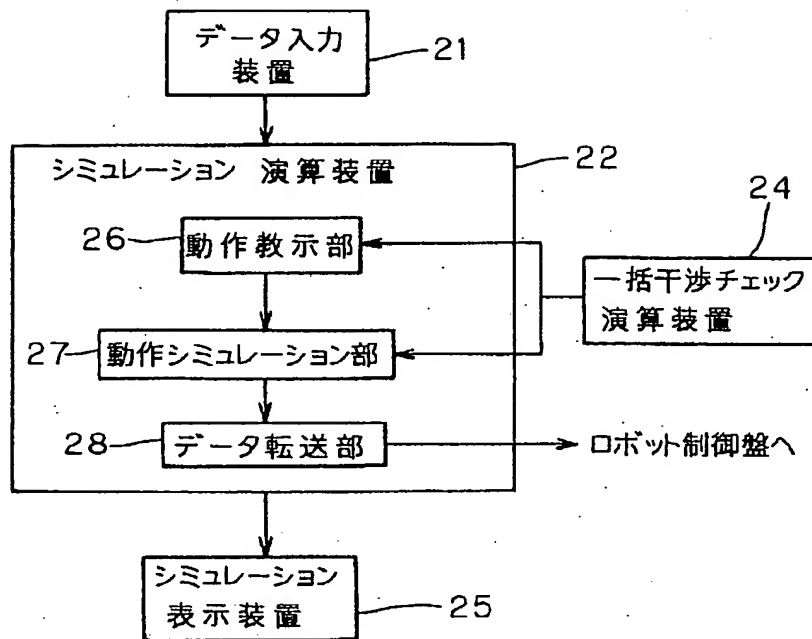 データ入力
装置
21
シミュレーション 演算装置
22
24
26
動作教示部
一括干渉チェック
演算装置
27
動作シミュレーション部
28
データ転送部
ロボット制御盤へ
シミュレーション
表示装置
25